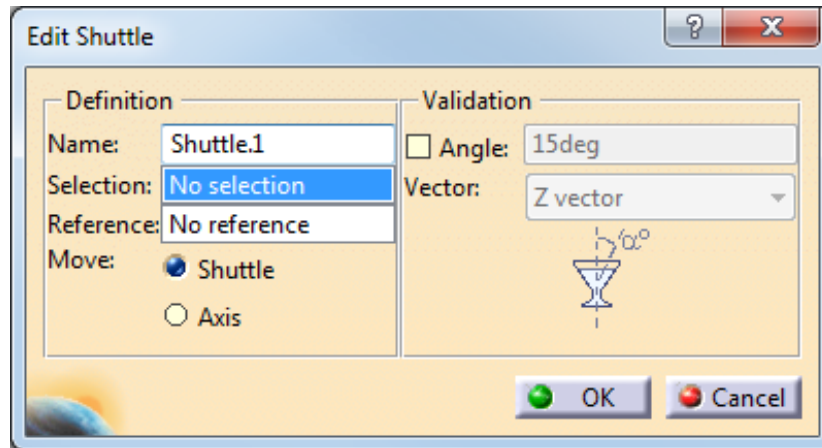 Edit Shuttle
?
X
Definition
Name: Shuttle.1
Selection: No selection
Reference: No reference
Move: Shuttle
Axis
Validation
Angle: 15deg
Vector: Z vector
α°
OK Cancel